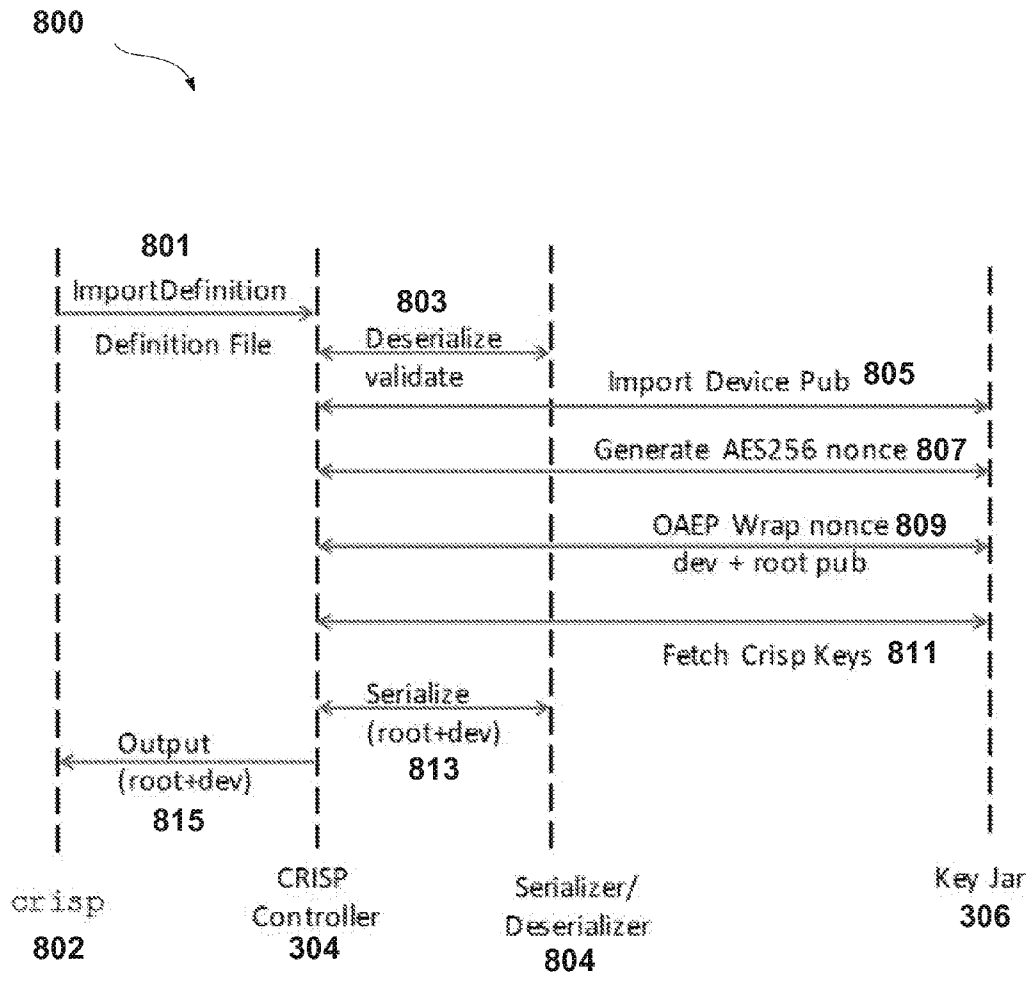 800
801
ImportDefinition
Definition File
803
Deserialize
validate
Import Device Pub 805
Generate AES256 nonce 807
OAEP Wrap nonce 809
dev + root pub
Fetch Crisp Keys 811
Serialize
(root+dev)
813
Output
(root+dev)
815
crisp
802
CRISP
Controller
304
Serializer/
Deserializer
804
Key Jar
306